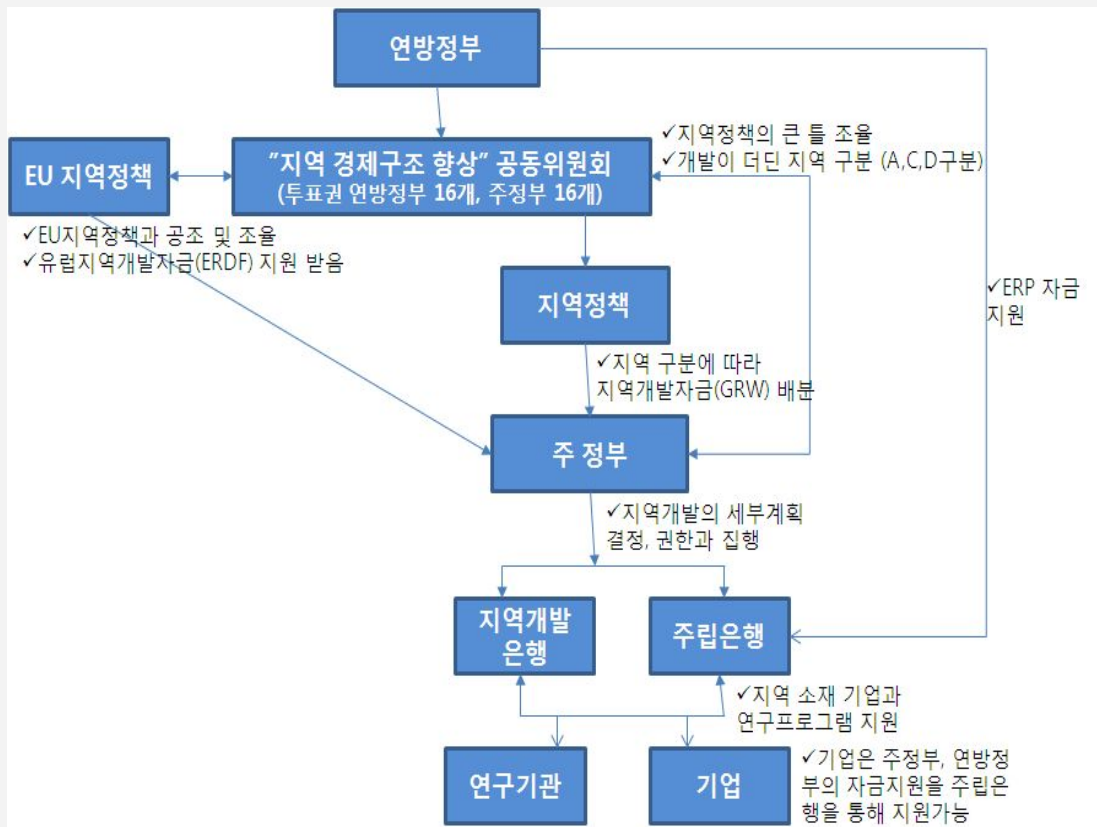 연방정부
✓지역정책의 큰 틀 조율
✓개발이 더딘 지역 구분 (A,C,D구분)
EU 지역정책
”지역 경제구조 향상” 공동위원회
(투표권 연방정부 16개, 주정부 16개)
✓EU지역정책과 공조 및 조율
✓유럽지역개발자금(ERDF) 지원 받음
✓ERP 자금
지원
지역정책
✓지역 구분에 따라
지역개발자금(GRW) 배분
주 정부
✓지역개발의 세부계획
결정, 권한과 집행
지역개발
은행
주립은행
✓지역 소재 기업과
연구프로그램 지원
연구기관
기업
✓기업은 주정부, 연방정
부의 자금지원을 주립은
행을 통해 지원가능